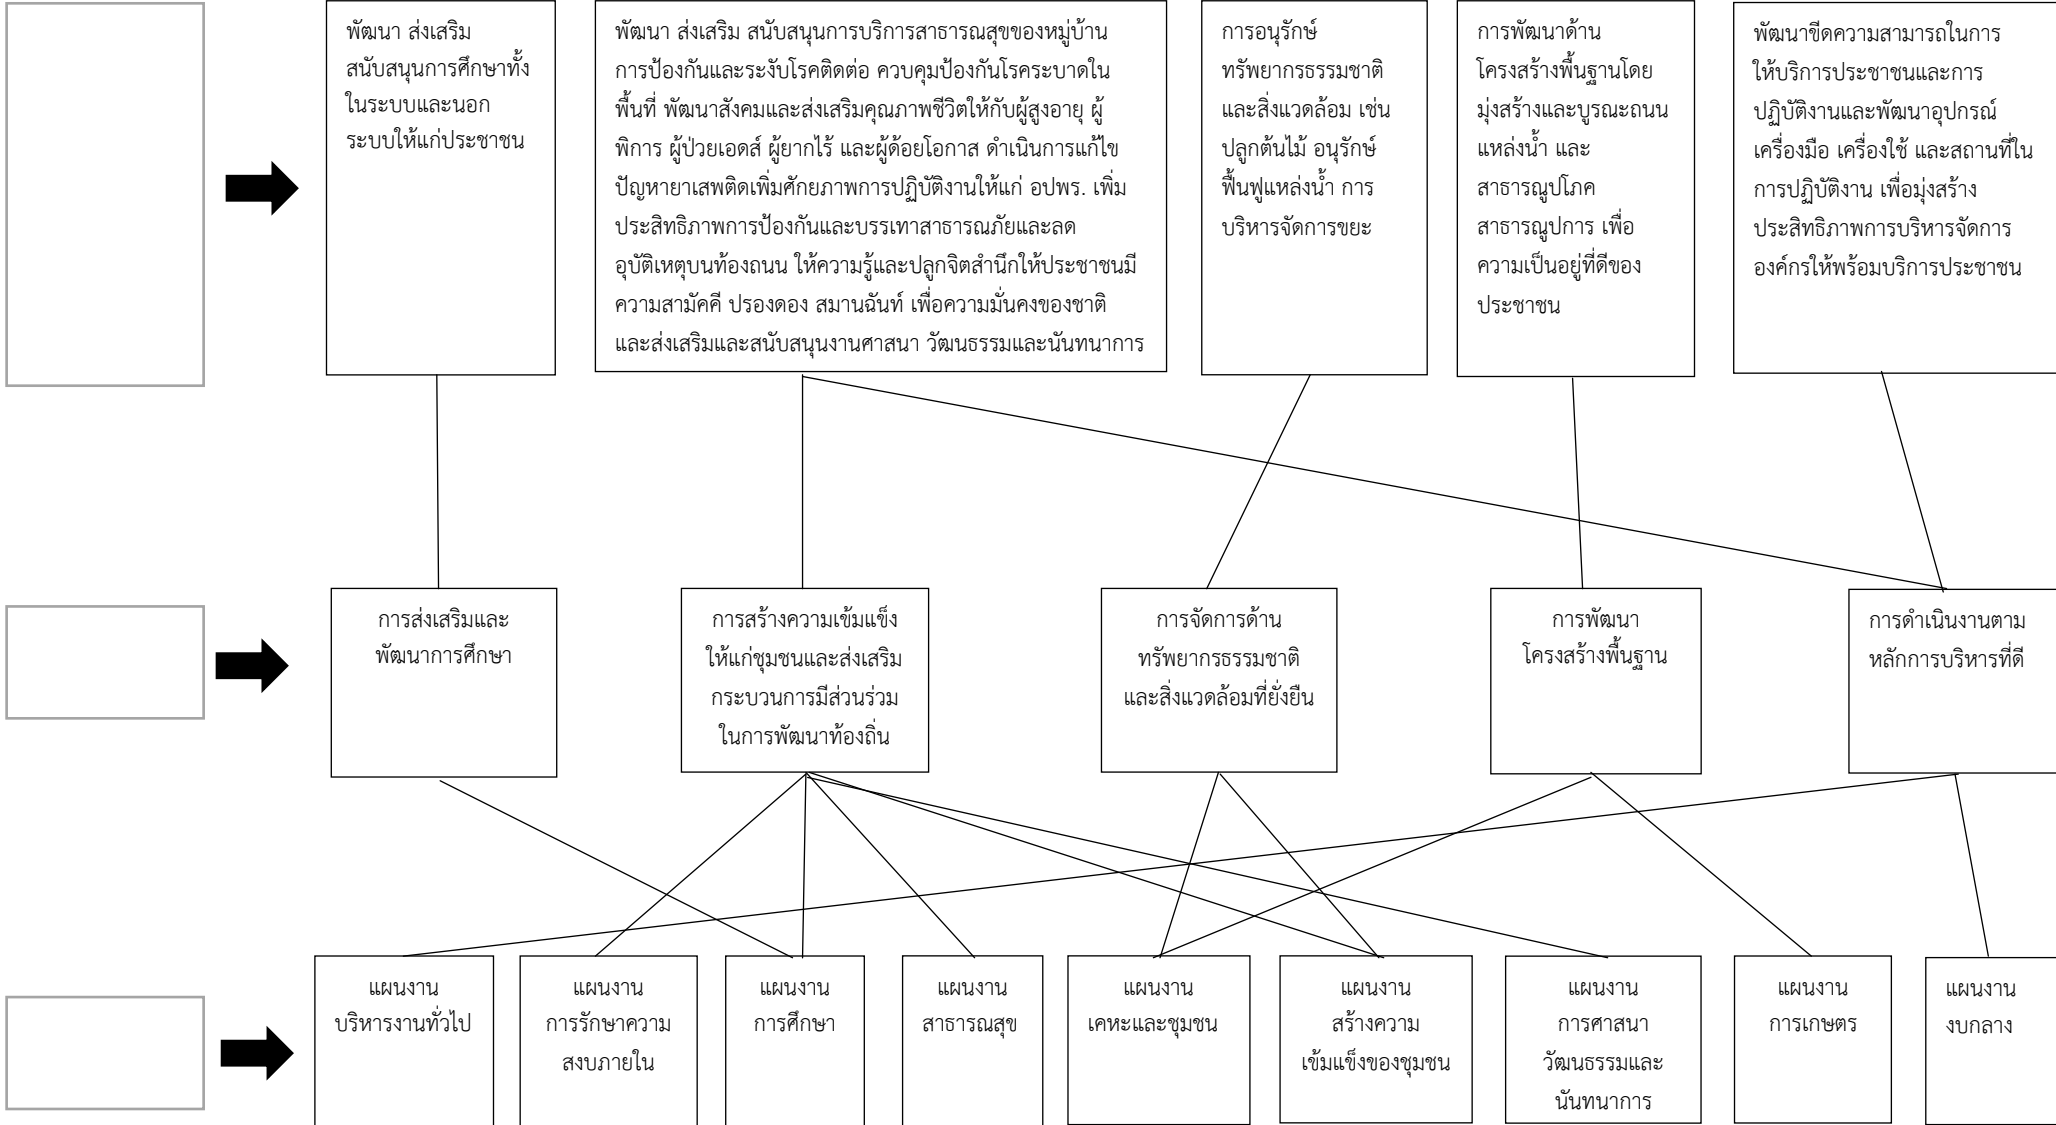 พัฒนา ส่งเสริม
สนับสนุนการศึกษาทั้ง
ในระบบและนอก
ระบบให้แก่ประชาชน
พัฒนา ส่งเสริม สนับสนุนการบริการสาธารณสุขของหมู่บ้าน
การป้องกันและระงับโรคติดต่อ ควบคุมป้องกันโรคระบาดใน
พื้นที่ พัฒนาสังคมและส่งเสริมคุณภาพชีวิตให้กับผู้สูงอายุ ผู้
พิการ ผู้ป่วยเอดส์ ผู้ยากไร้ และผู้ด้อยโอกาส ดำเนินการแก้ไข
ปัญหายาเสพติดเพิ่มศักยภาพการปฏิบัติงานให้แก่ อปพร. เพิ่ม
ประสิทธิภาพการป้องกันและบรรเทาสาธารณภัยและลด
อุบัติเหตุบนท้องถนน ให้ความรู้และปลูกจิตสำนึกให้ประชาชนมี
ความสามัคคี ปรองดอง สมานฉันท์ เพื่อความมั่นคงของชาติ
และส่งเสริมและสนับสนุนงานศาสนา วัฒนธรรมและนันทนาการ
การอนุรักษ์
ทรัพยากรธรรมชาติ
และสิ่งแวดล้อม เช่น
ปลูกต้นไม้ อนุรักษ์
ฟื้นฟูแหล่งน้ำ การ
บริหารจัดการขยะ
การพัฒนาด้าน
โครงสร้างพื้นฐานโดย
มุ่งสร้างและบูรณะถนน
แหล่งน้ำ และ
สาธารณูปโภค
สาธารณูปการ เพื่อ
ความเป็นอยู่ที่ดีของ
ประชาชน
พัฒนาขีดความสามารถในการ
ให้บริการประชาชนและการ
ปฏิบัติงานและพัฒนาอุปกรณ์
เครื่องมือ เครื่องใช้ และสถานที่ใน
การปฏิบัติงาน เพื่อมุ่งสร้าง
ประสิทธิภาพการบริหารจัดการ
องค์กรให้พร้อมบริการประชาชน
การส่งเสริมและ
พัฒนาการศึกษา
การสร้างความเข้มแข็ง
ให้แก่ชุมชนและส่งเสริม
กระบวนการมีส่วนร่วม
ในการพัฒนาท้องถิ่น
การจัดการด้าน
ทรัพยากรธรรมชาติ
และสิ่งแวดล้อมที่ยั่งยืน
การพัฒนา
โครงสร้างพื้นฐาน
การดำเนินงานตาม
หลักการบริหารที่ดี
แผนงาน
บริหารงานทั่วไป
แผนงาน
การรักษาความ
สงบภายใน
แผนงาน
การศึกษา
แผนงาน
สาธารณสุข
แผนงาน
เคหะและชุมชน
แผนงาน
สร้างความ
เข้มแข็งของชุมชน
แผนงาน
การศาสนา
วัฒนธรรมและ
นันทนาการ
แผนงาน
การเกษตร
แผนงาน
งบกลาง